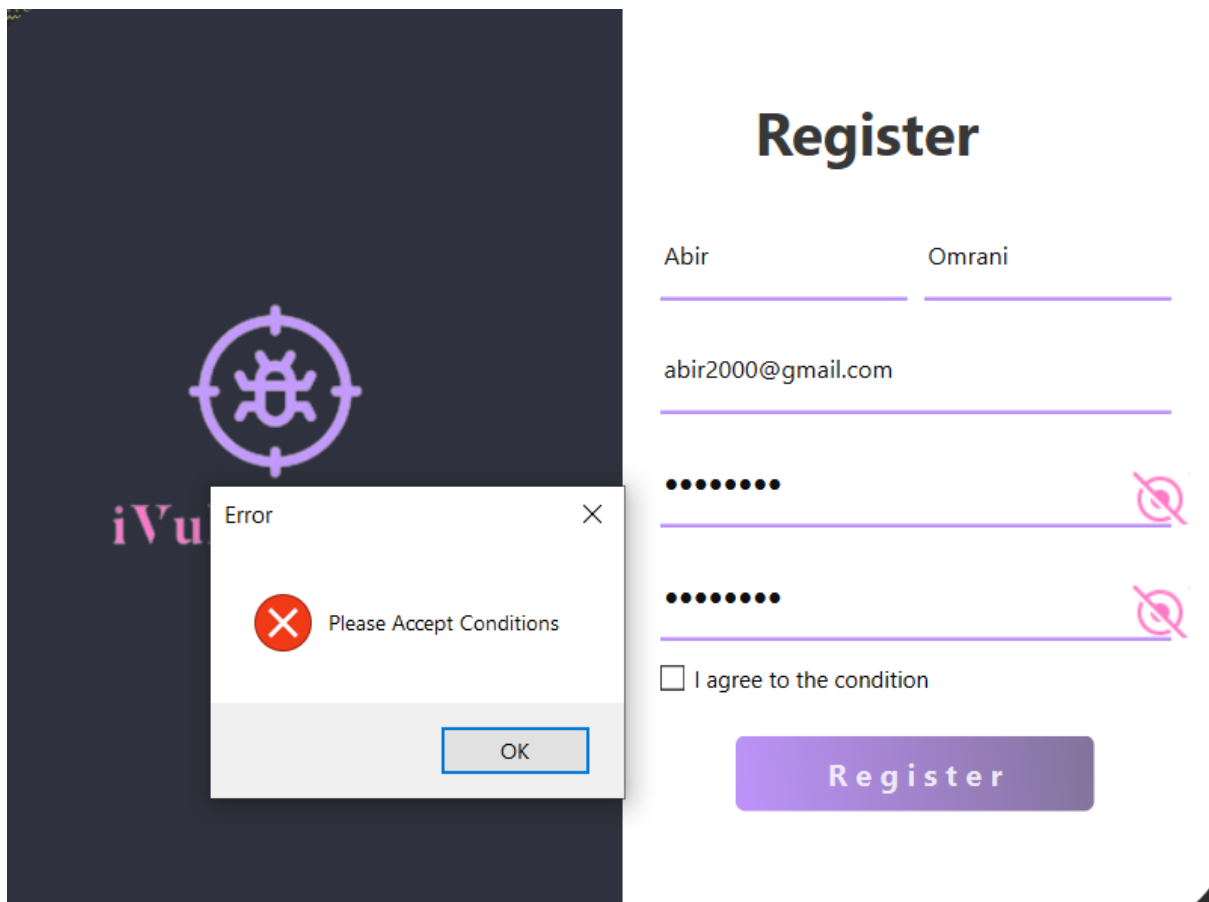 Register
Abir Omrani
abir2000@gmail.com
I agree to the condition
Register
Error
Please Accept Conditions
OK